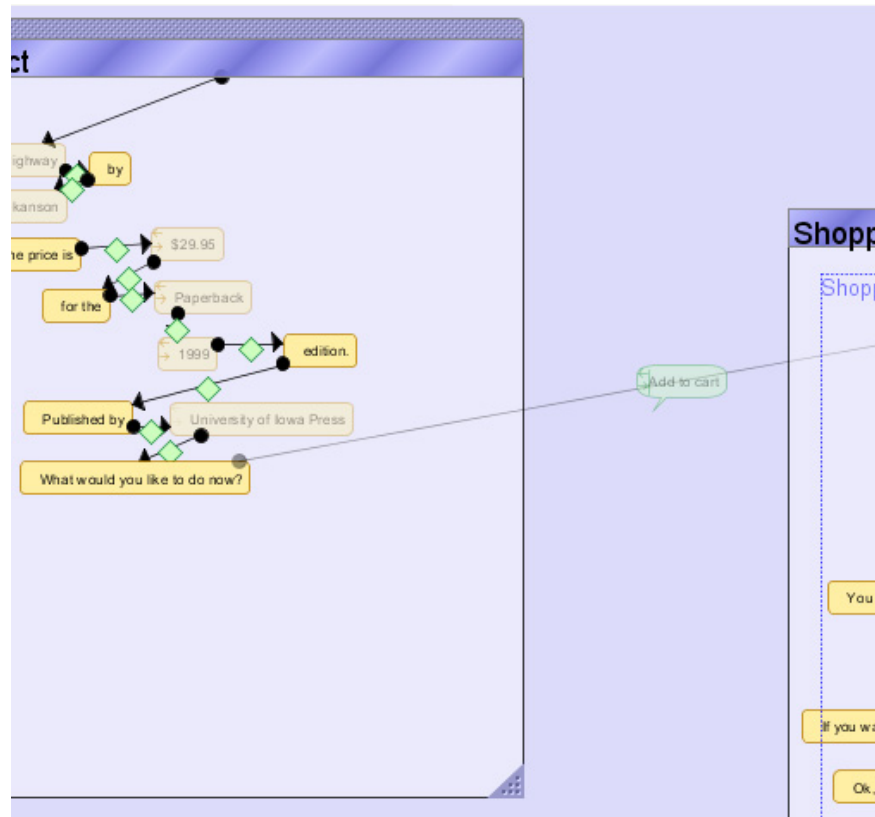 ct
ighway
by
kanson
ne price is
$29.95
for the
Paperback
1999
edition.
Published by
University of Iowa Press
What would you like to do now?
Add to cart
Shopp
Shopp
You
If you wa
Ok,